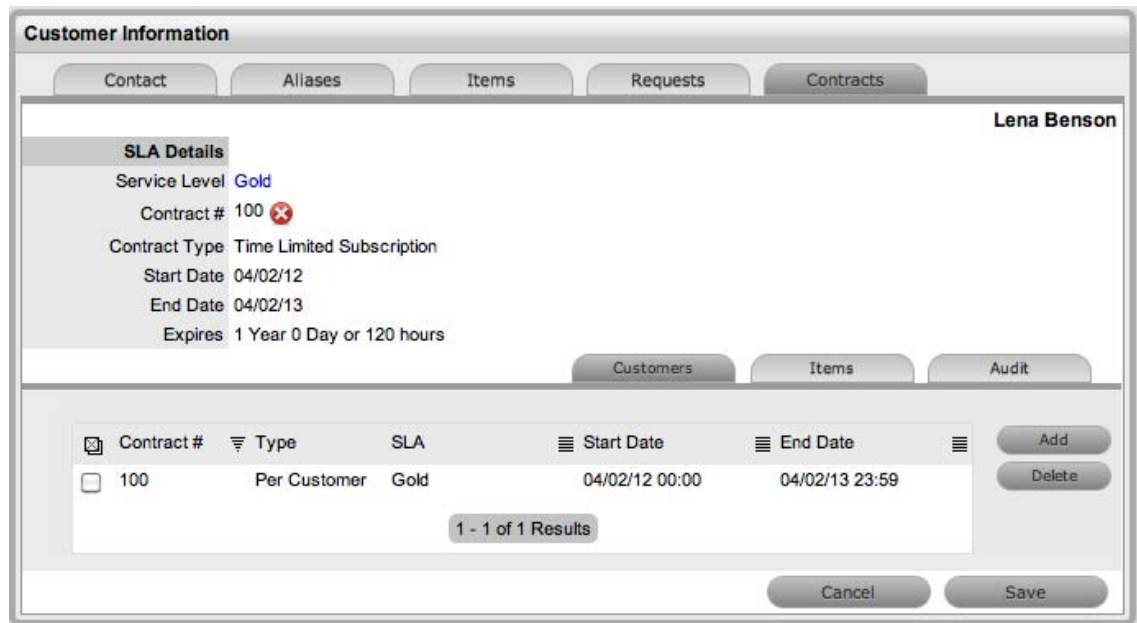 Customer Information
Contact Aliases Items Requests Contracts
Lena Benson
SLA Details
Service Level Gold
Contract # 100
Contract Type Time Limited Subscription
Start Date 04/02/12
End Date 04/02/13
Expires 1 Year 0 Day or 120 hours
Customers Items Audit
Contract # Type SLA Start Date End Date
Add
100 Per Customer Gold 04/02/12 00:00 04/02/13 23:59
Delete
1 - 1 of 1 Results
Cancel Save